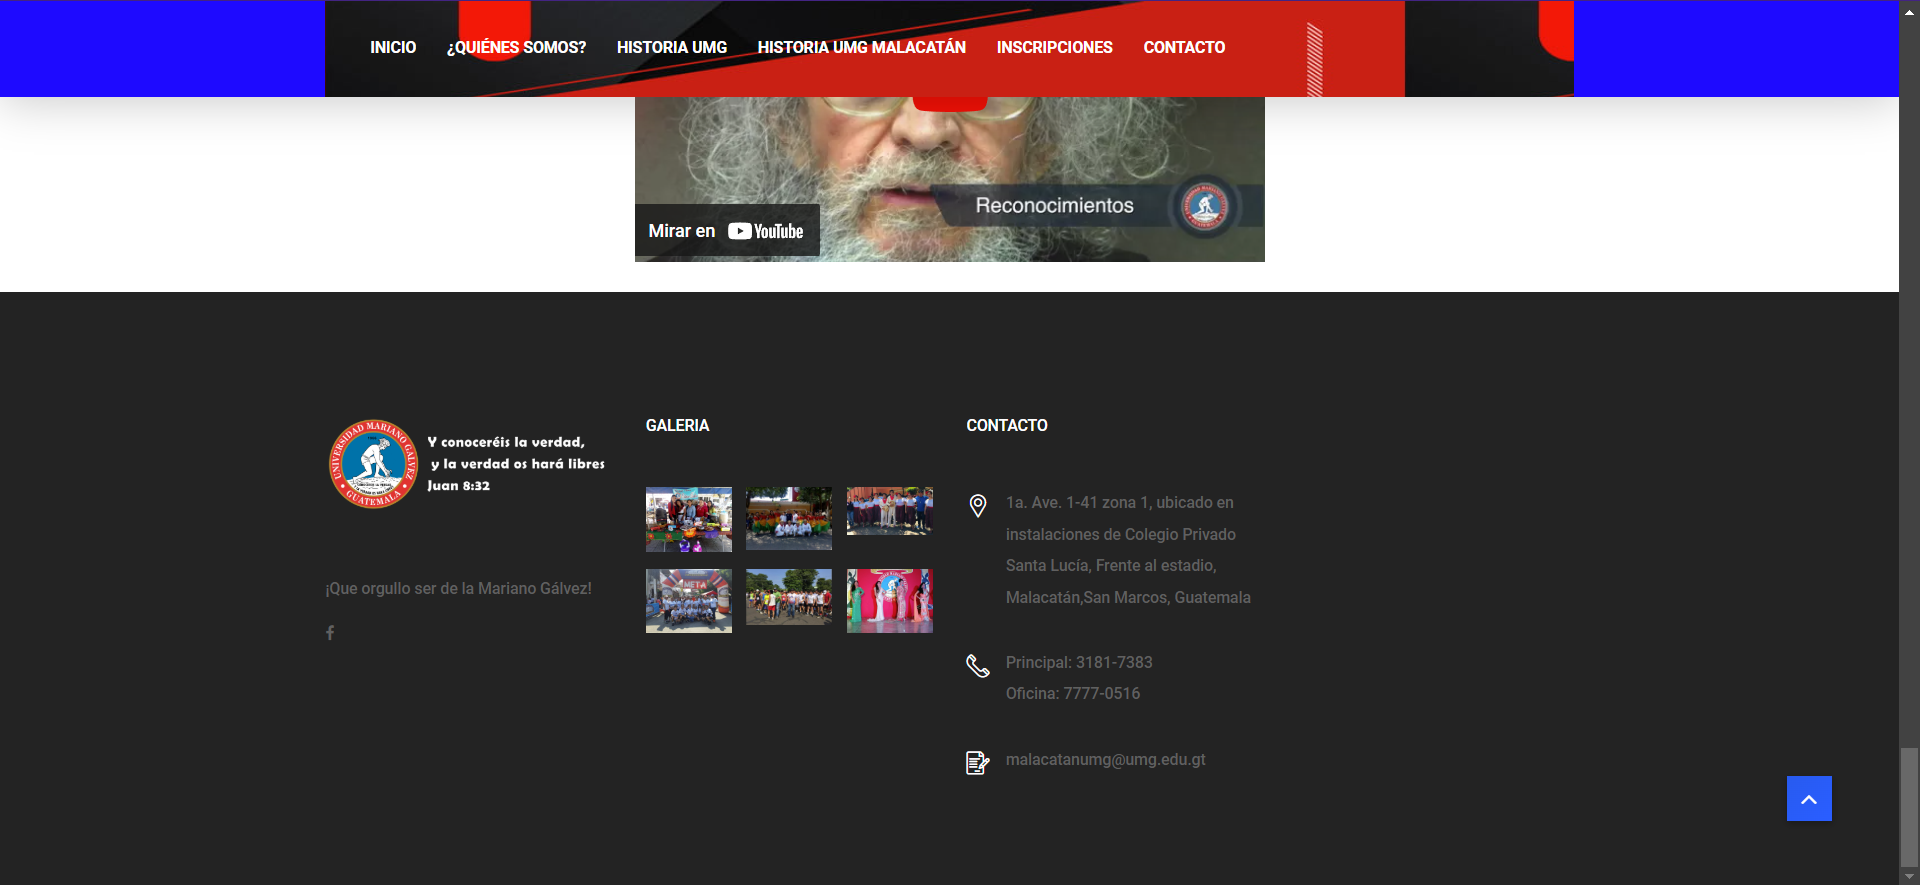 INICIO ¿QUIÉNES SOMOS? HISTORIA UMG HISTORIA UMG MALACATÁN INSCRIPCIONES CONTACTO
Reconocimientos
Mirar en YouTube
UNIVERSIDAD MARIANO GALVEZ
GUATEMALA
Y conoceréis la verdad,
y la verdad os hará libres
Juan 8:32
¡Que orgullo ser de la Mariano Gálvez!
GALERIA
META
CONTACTO
1a. Ave. 1-41 zona 1, ubicado en
instalaciones de Colegio Privado
Santa Lucía, Frente al estadio,
Malacatán,San Marcos, Guatemala
Principal: 3181-7383
Oficina: 7777-0516
malacatanumg@umg.edu.gt